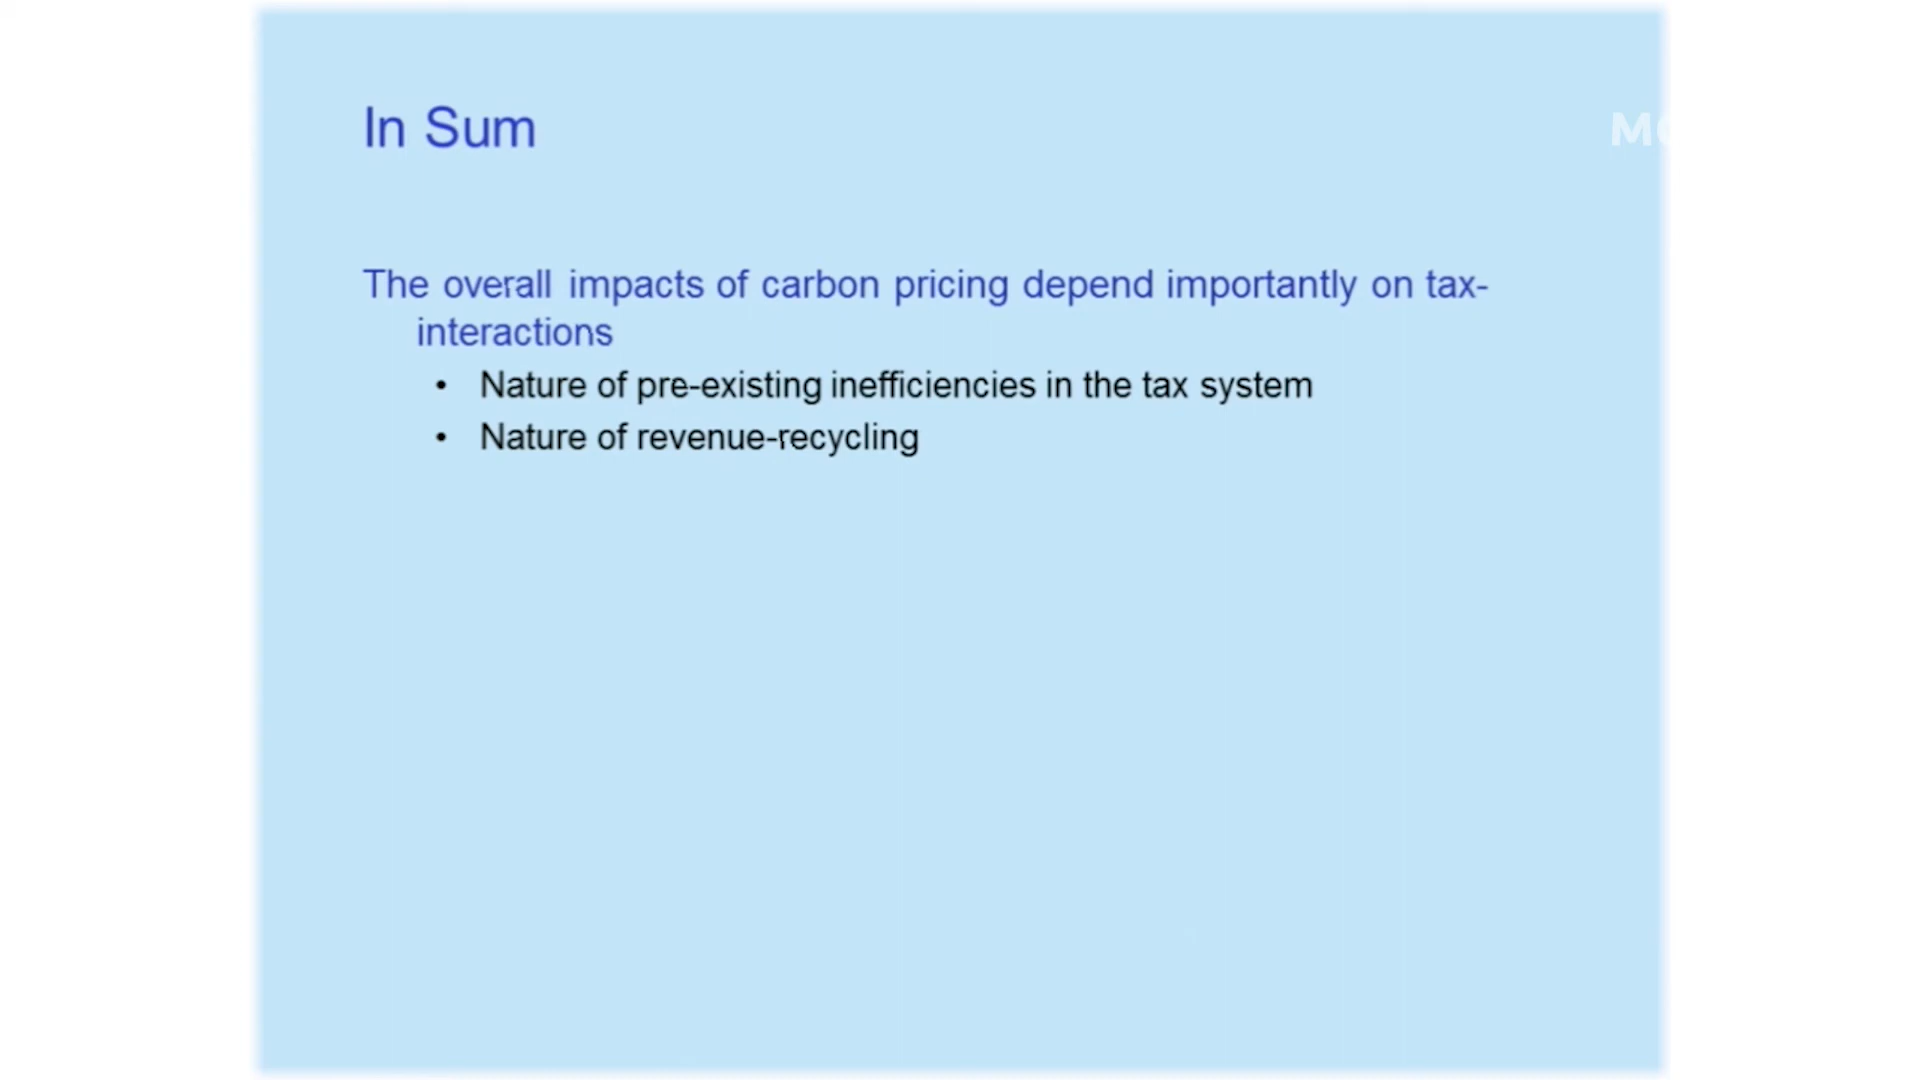 In Sum
The overall impacts of carbon pricing depend importantly on tax-
interactions
• Nature of pre-existing inefficiencies in the tax system
• Nature of revenue-recycling